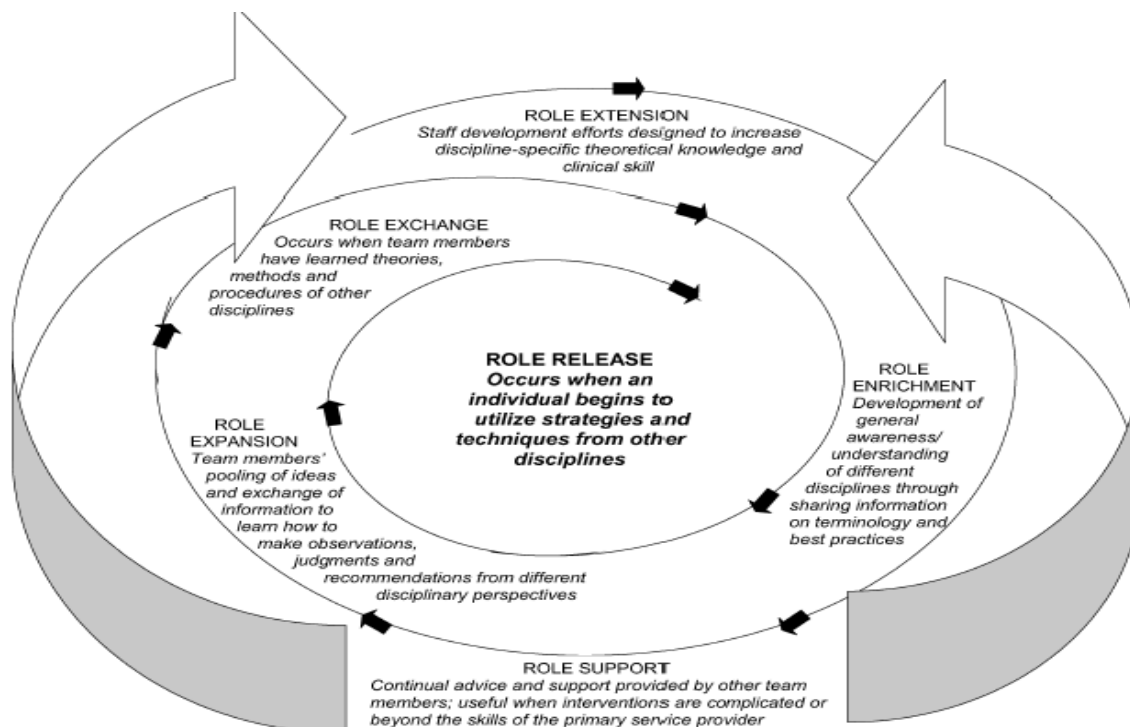 ROLE EXTENSION
Staff development efforts designed to increase
discipline-specific theoretical knowledge and
clinical skill
ROLE EXCHANGE
Occurs when team members
have learned theories,
methods and
procedures of other
disciplines
ROLE RELEASE
Occurs when an
individual begins to
utilize strategies and
techniques from other
disciplines
ROLE
ENRICHMENT
Development of
general
awareness/
understanding
of different
disciplines through
sharing information
on terminology and
best practices
ROLE
EXPANSION
Team members'
pooling of ideas
and exchange of
information to
learn how to
make observations,
judgments and
recommendations from different
disciplinary perspectives
ROLE SUPPORT
Continual advice and support provided by other team
members; useful when interventions are complicated or
beyond the skills of the primary service provider